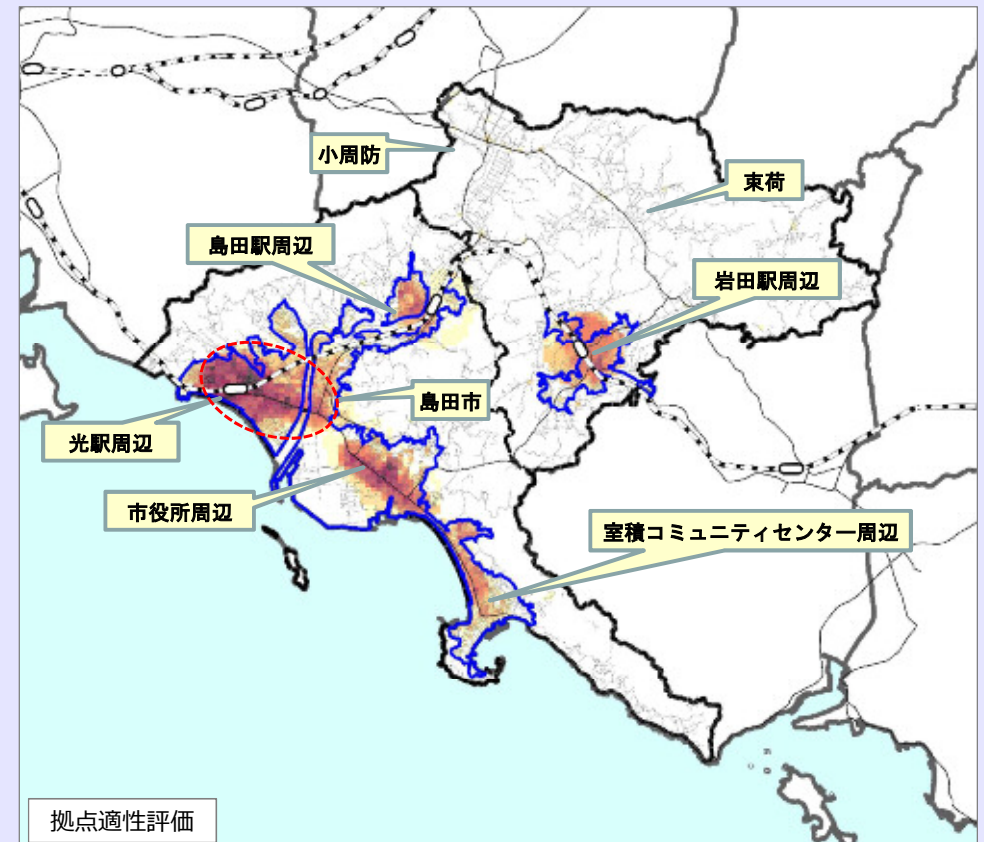 小周防
束荷
島田駅周辺
岩田駅周辺
島田市
光駅周辺
市役所周辺
室積コミュニティセンター周辺
拠点適性評価